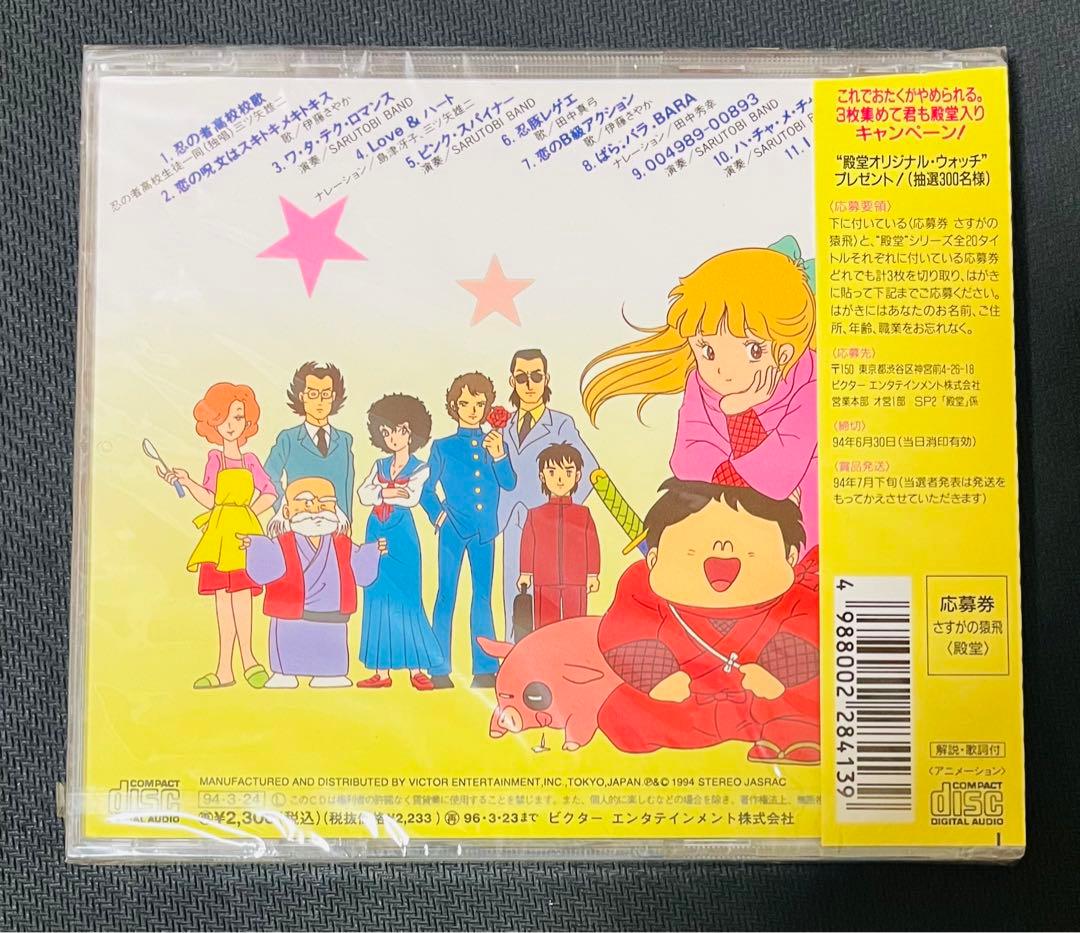 1. 忍の者高校校歌
忍の者高校生徒一同(独唱)三ツ矢雄二
2. 恋の呪文はスキトキメキトキス
歌/伊藤さやか
3. ワ・タ・テク・ロマンス
演奏/SARUTOBI BAND
4. Love & ハート
ナレーション/島津冴子・三ツ矢雄二
5. ピンク・スパイナー
演奏/SARUTOBI BAND
6. 忍豚レゲエ
歌/田中真弓
7. 恋のB級アクション
歌/伊藤さやか
8. ばら・バラ・BARA
ナレーション/田中秀幸
9. 004989-00893
演奏/SARUTOBI BAND
10. ハ・チャ・メ・チ
演奏/SARUTOBI B
11. I
これでおたくがやめられる。
3枚集めて君も殿堂入り
キャンペーン!
"殿堂オリジナル・ウォッチ"
プレゼント!(抽選300名様)
〈応募要領〉
下に付いている〈応募券 さすがの
猿飛〉と、"殿堂"シリーズ全20タイ
トルそれぞれに付いている応募券
どれでも計3枚を切り取り、はがき
に貼って下記までご応募ください。
はがきにはあなたのお名前、ご住
所、年齢、職業をお忘れなく。
〈応募先〉
〒150 東京都渋谷区神宮前4-26-18
ビクター エンタテインメント株式会社
営業本部 オ営1部 SP2「殿堂」係
〈締切〉
94年6月30日(当日消印有効)
〈賞品発送〉
94年7月下旬(当選者発表は発送を
もってかえさせていただきます)
4 988002 284139
応募券
さすがの猿飛
〈殿堂〉
解説・歌詞付
〈アニメーション〉
COMPACT
disc
DIGITAL AUDIO
I
COMPACT
disc
DIGITAL AUDIO
MANUFACTURED AND DISTRIBUTED BY VICTOR ENTERTAINMENT,INC.,TOKYO,JAPAN ℗&© 1994 STEREO JASRAC
94・3・24 Ⓛ このCDは権利者の許諾なく賃貸業に使用することを禁じます。また、個人的に楽しむなどの場合を除き、著作権法上、無断複
¥2,300(税込)(税抜価格¥2,233) 再 96・3・23まで ビクター エンタテインメント株式会社